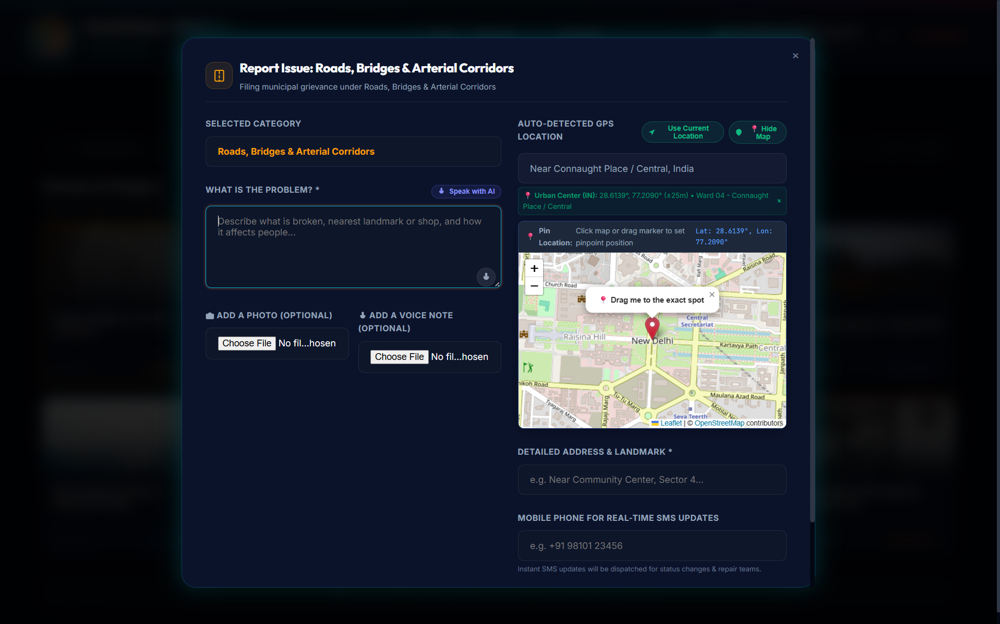 ×
Report Issue: Roads, Bridges & Arterial Corridors
Filing municipal grievance under Roads, Bridges & Arterial Corridors
SELECTED CATEGORY
Roads, Bridges & Arterial Corridors
WHAT IS THE PROBLEM? *
Speak with AI
Describe what is broken, nearest landmark or shop, and how
it affects people...
ADD A PHOTO (OPTIONAL)
Choose File No fil...hosen
ADD A VOICE NOTE
(OPTIONAL)
Choose File No fil...hosen
AUTO-DETECTED GPS
LOCATION
Use Current
Location
📍 Hide
Map
Near Connaught Place / Central, India
📍 Urban Center (IN): 28.6139°, 77.2090° (±25m) • Ward 04 - Connaught
Place / Central
×
📍 Pin
Location:
Click map or drag marker to set
pinpoint position
Lat: 28.6139°, Lon:
77.2090°
+
−
Raisina Road
Rafi Marg
Church Road
📍 Drag me to the exact spot
×
Central
Secretariat
Raisina Hill
New Delhi
Kartavya Path
Central
Janpath
Maulana Azad Road
Tyagaraj Marg
Rajaji Marg
Tu-Tu Marg
Seva Teerth
Leaflet | © OpenStreetMap contributors
DETAILED ADDRESS & LANDMARK *
e.g. Near Community Center, Sector 4...
MOBILE PHONE FOR REAL-TIME SMS UPDATES
e.g. +91 98101 23456
Instant SMS updates will be dispatched for status changes & repair teams.